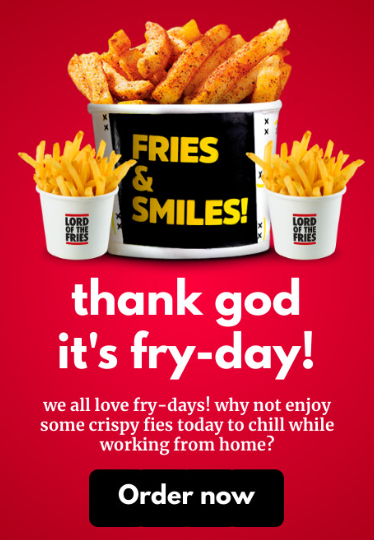 FRIES
&
SMILES!
LORD
OF THE
FRIES
LORD
OF THE
FRIES
thank god
it's fry-day!
we all love fry-days! why not enjoy
some crispy fies today to chill while
working from home?
Order now